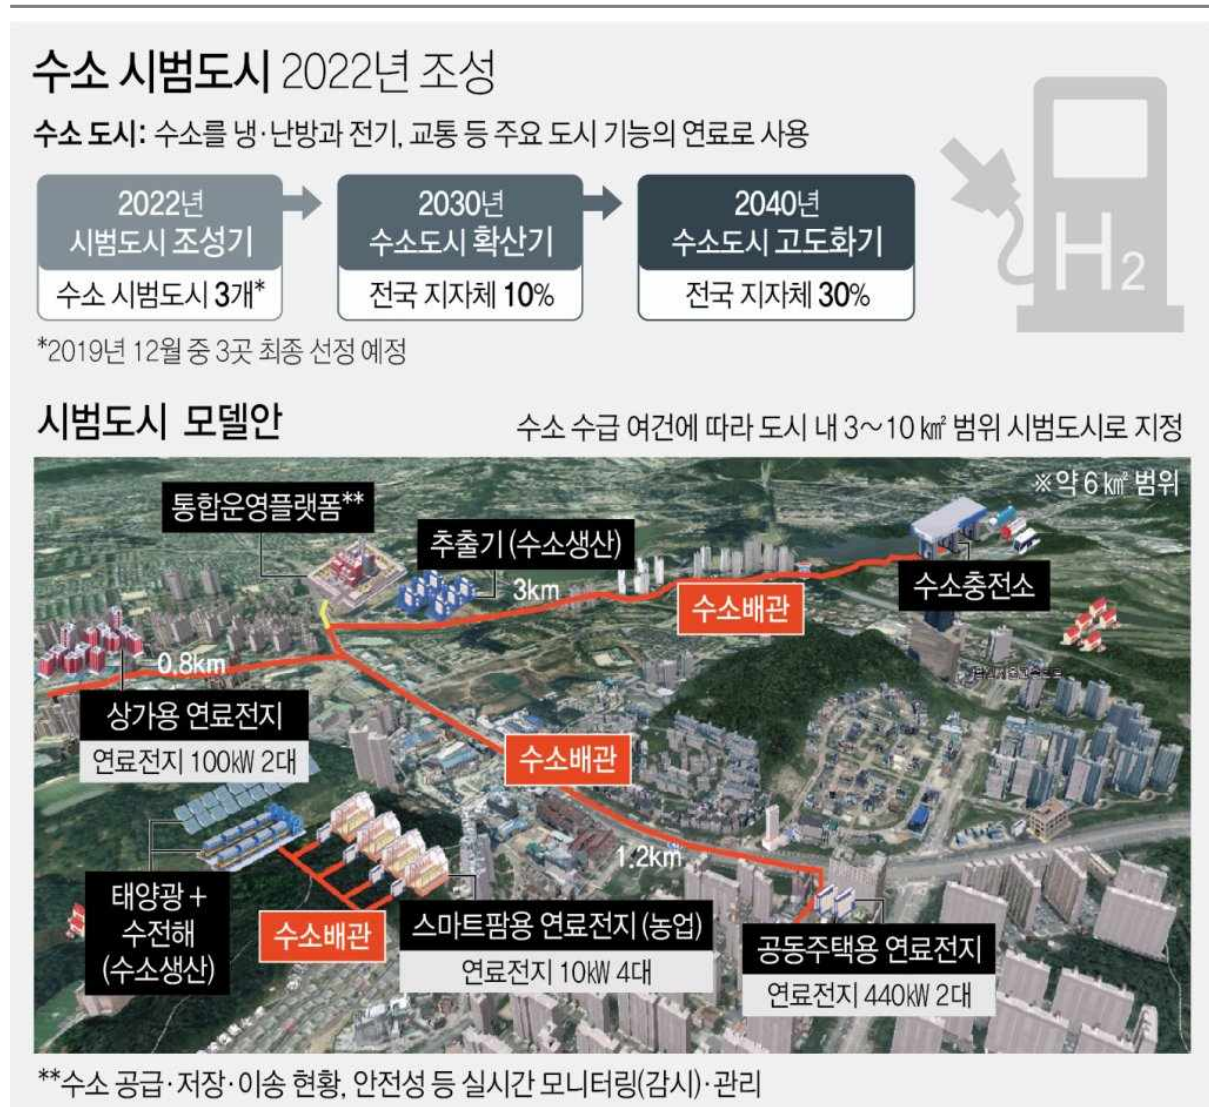 수소 시범도시 2022년 조성
수소 도시: 수소를 냉·난방과 전기, 교통 등 주요 도시 기능의 연료로 사용
2022년
시범도시 조성기
수소 시범도시 3개*
2030년
수소도시 확산기
전국 지자체 10%
2040년
수소도시 고도화기
전국 지자체 30%
H₂
*2019년 12월 중 3곳 최종 선정 예정
시범도시 모델안
수소 수급 여건에 따라 도시 내 3~10㎢ 범위 시범도시로 지정
※약 6㎢ 범위
통합운영플랫폼**
추출기 (수소생산)
3km
수소배관
수소충전소
0.8km
상가용 연료전지
연료전지 100㎾ 2대
수소배관
1.2km
태양광 +
수전해
(수소생산)
수소배관
스마트팜용 연료전지 (농업)
연료전지 10㎾ 4대
공동주택용 연료전지
연료전지 440㎾ 2대
**수소 공급·저장·이송 현황, 안전성 등 실시간 모니터링(감시)·관리